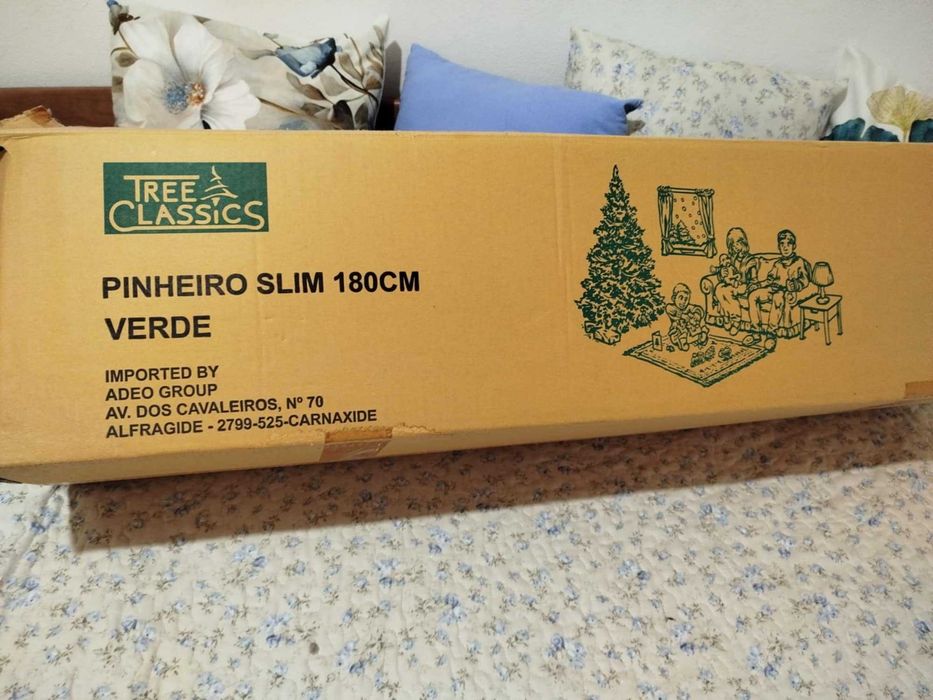 TREE
CLASSICS
PINHEIRO SLIM 180CM
VERDE
IMPORTED BY
ADEO GROUP
AV. DOS CAVALEIROS, Nº 70
ALFRAGIDE - 2799-525-CARNAXIDE